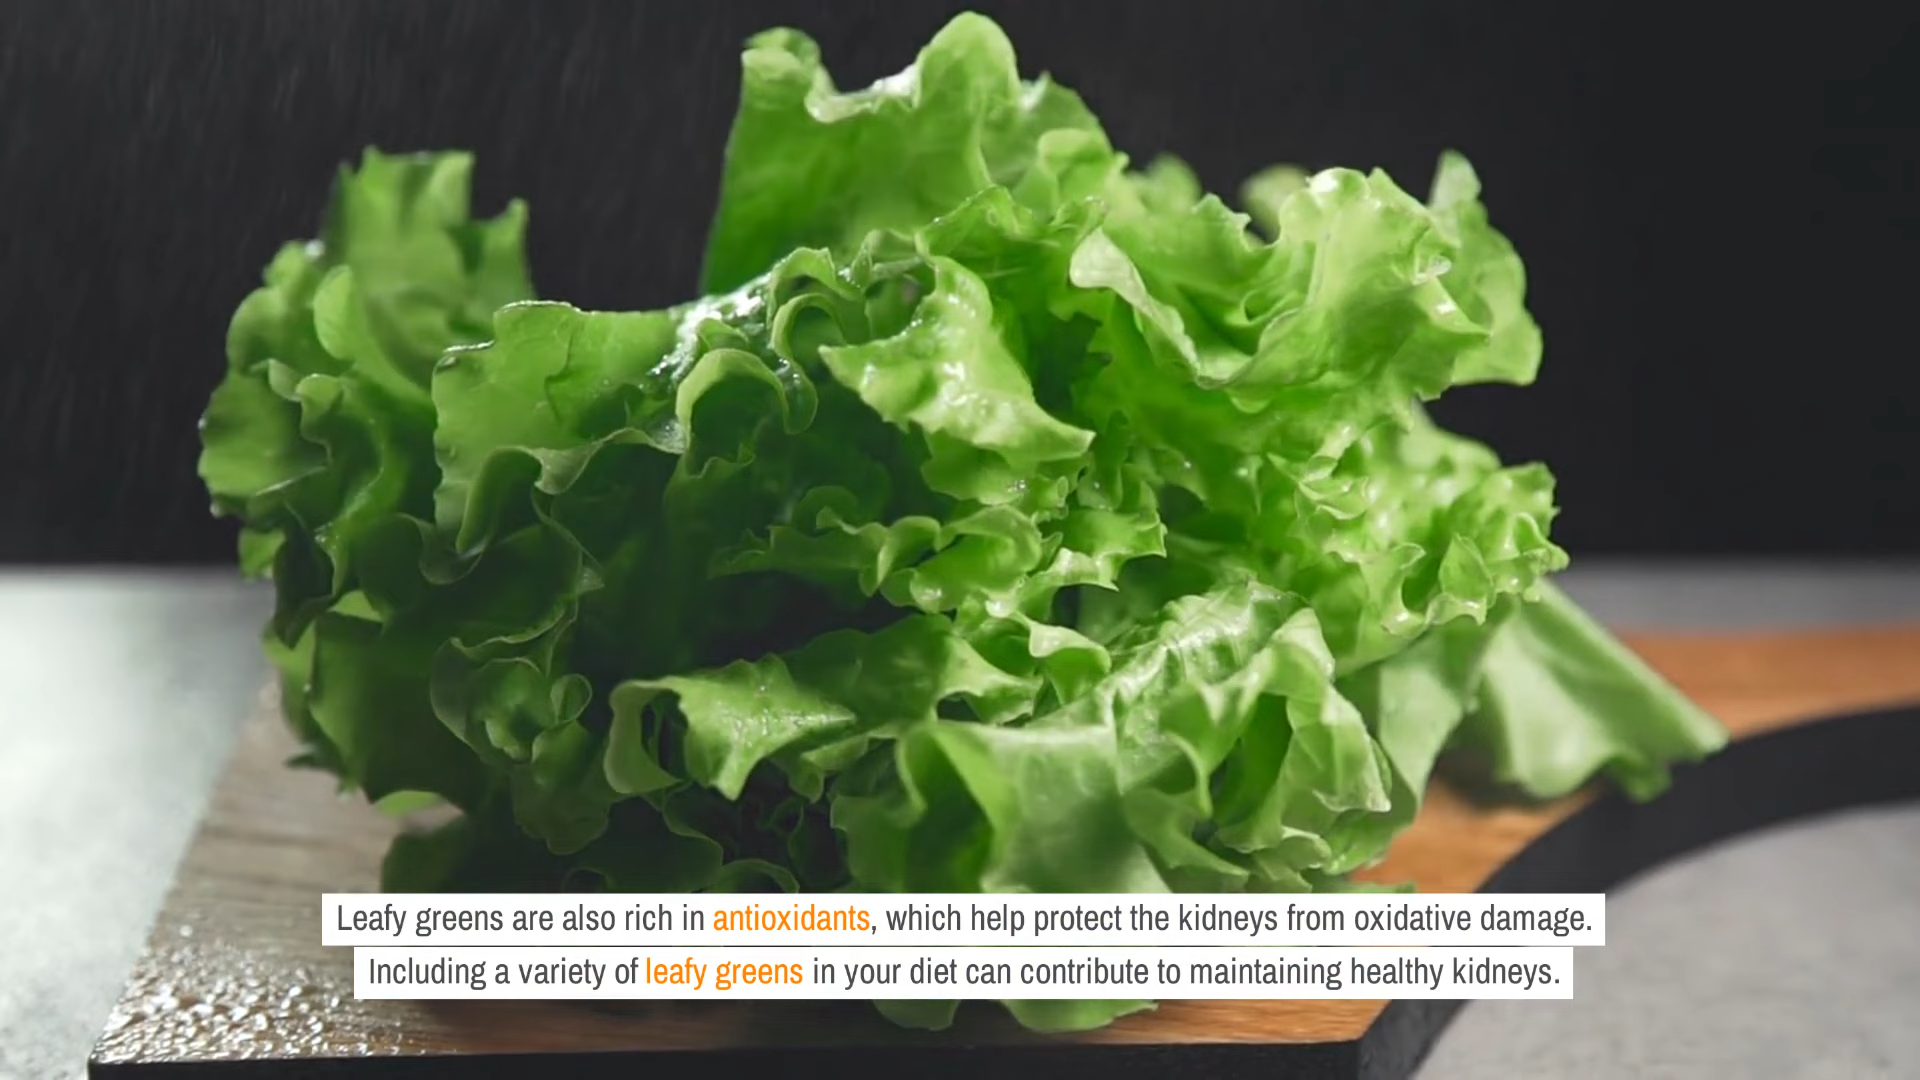 Leafy greens are also rich in antioxidants, which help protect the kidneys from oxidative damage.
Including a variety of leafy greens in your diet can contribute to maintaining healthy kidneys.